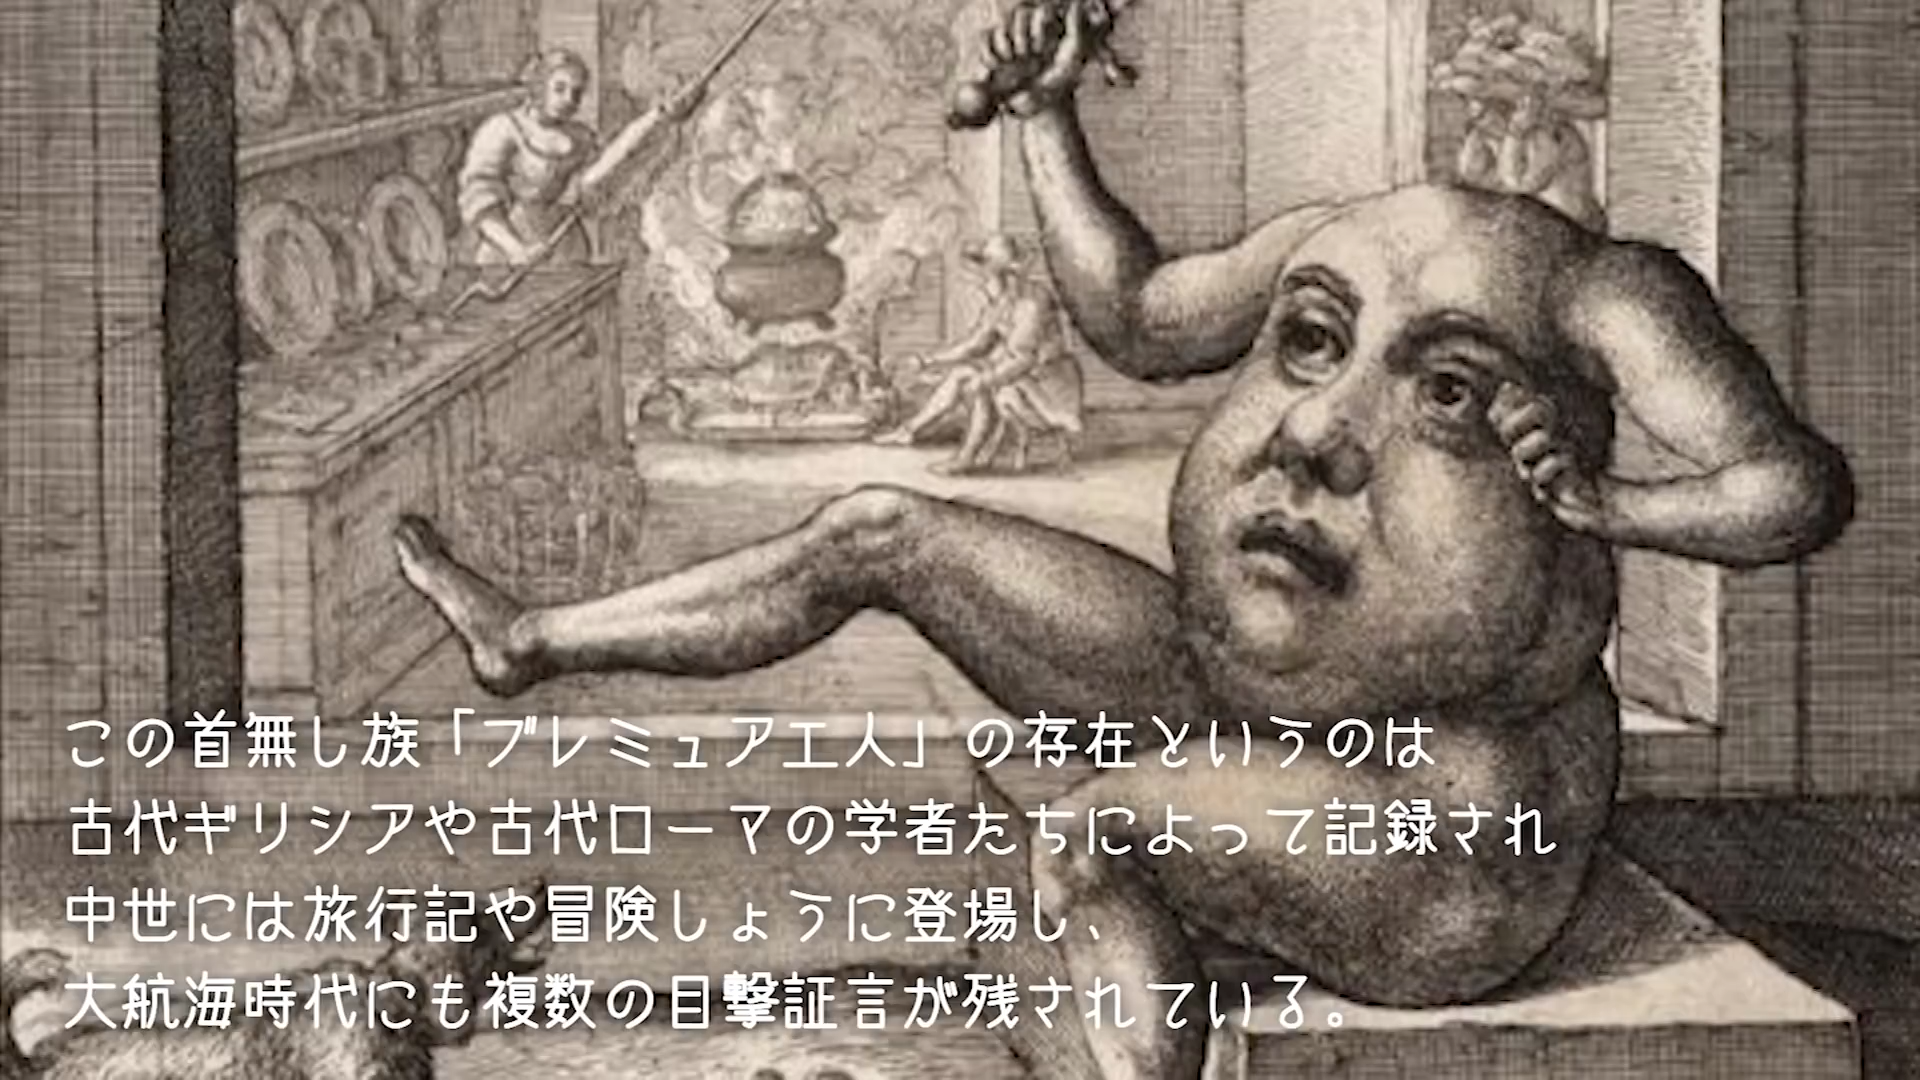 この首無し族「ブレミュアエ人」の存在というのは
古代ギリシアや古代ローマの学者たちによって記録され
中世には旅行記や冒険しょうに登場し、
大航海時代にも複数の目撃証言が残されている。